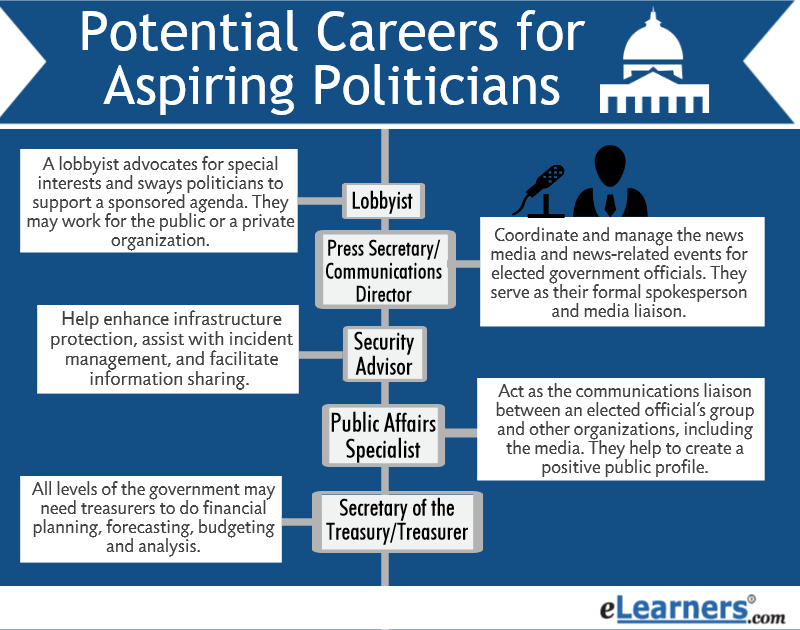 Potential Careers for
Aspiring Politicians
A lobbyist advocates for special
interests and sways politicians to
support a sponsored agenda. They
may work for the public or a private
organization.
Lobbyist
Press Secretary/
Communications
Director
Coordinate and manage the news
media and news-related events for
elected government officials. They
serve as their formal spokesperson
and media liaison.
Help enhance infrastructure
protection, assist with incident
management, and facilitate
information sharing.
Security
Advisor
Public Affairs
Specialist
Act as the communications liaison
between an elected official's group
and other organizations, including
the media. They help to create a
positive public profile.
All levels of the government may
need treasurers to do financial
planning, forecasting, budgeting
and analysis.
Secretary of the
Treasury/Treasurer
eLearners®.com